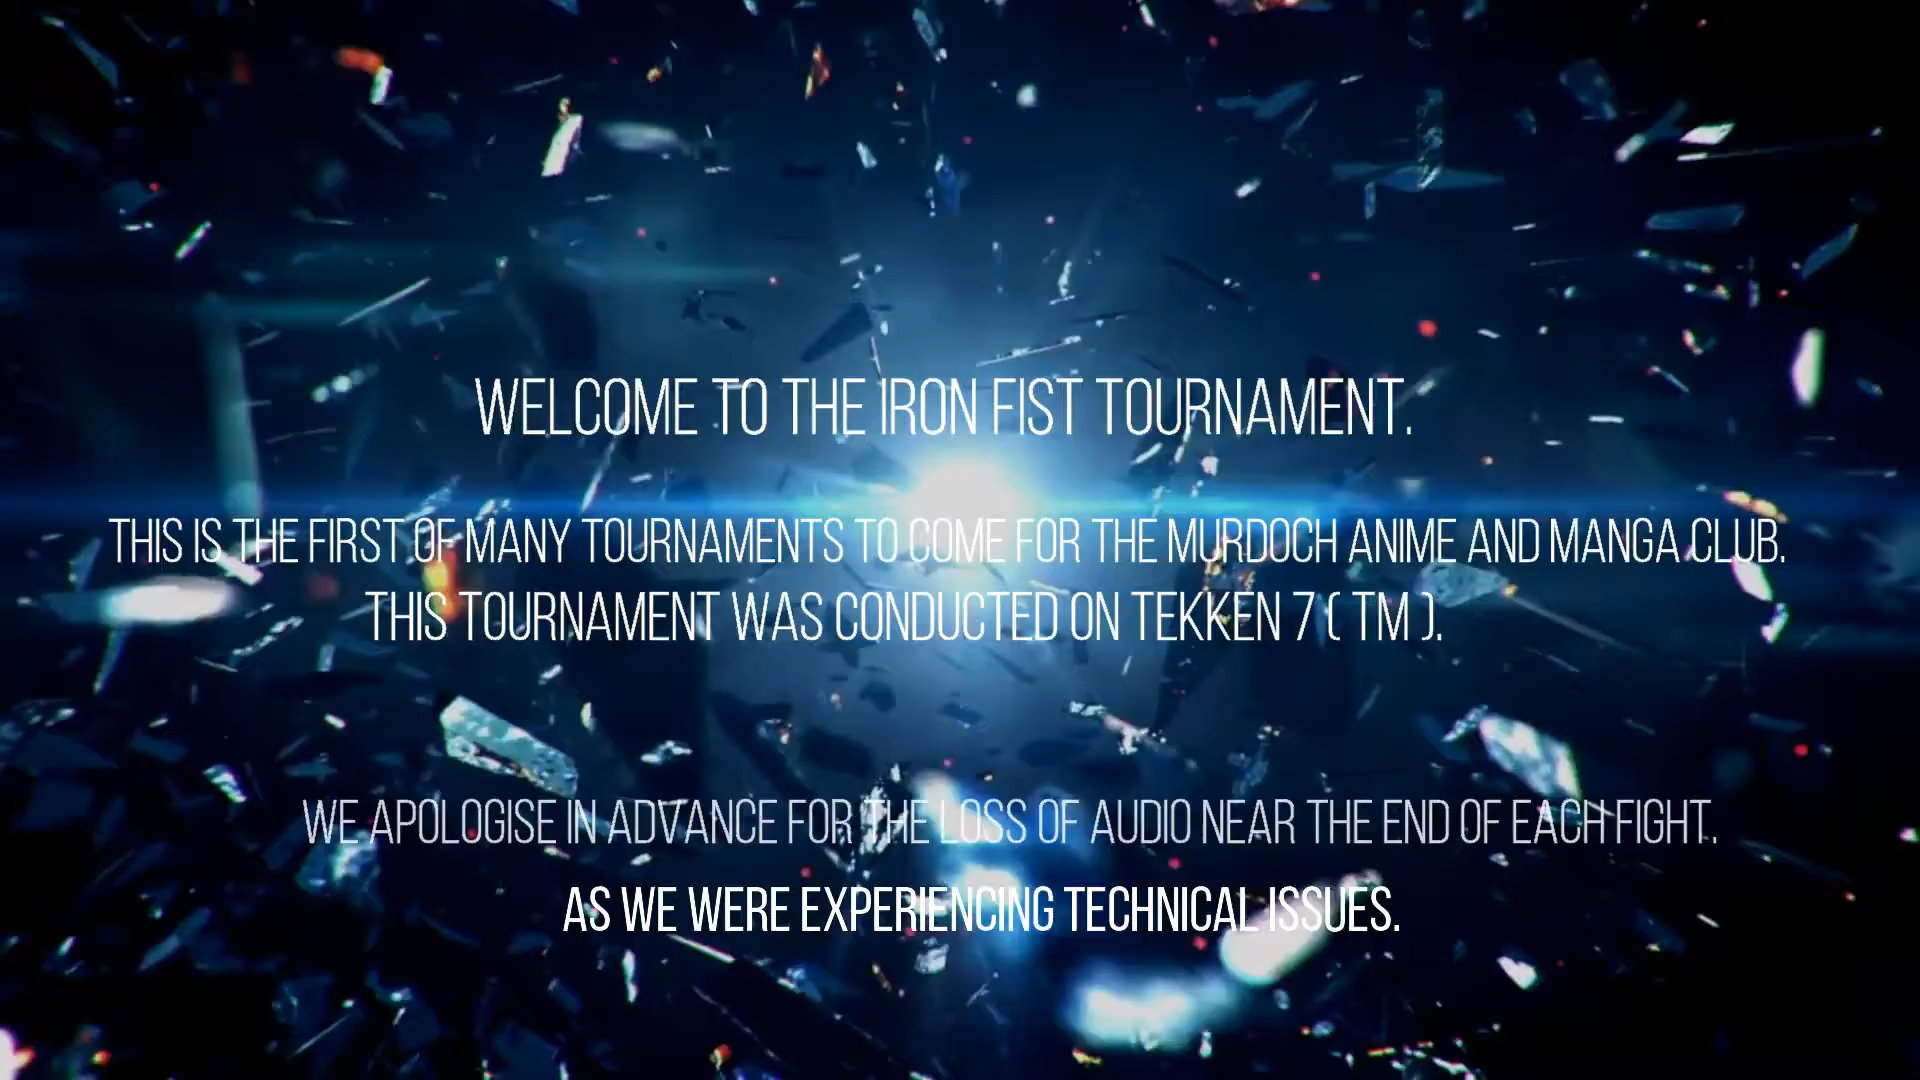 WELCOME TO THE IRON FIST TOURNAMENT.
THIS IS THE FIRST OF MANY TOURNAMENTS TO COME FOR THE MURDOCH ANIME AND MANGA CLUB.
THIS TOURNAMENT WAS CONDUCTED ON TEKKEN 7 ( TM ).
WE APOLOGISE IN ADVANCE FOR THE LOSS OF AUDIO NEAR THE END OF EACH FIGHT.
AS WE WERE EXPERIENCING TECHNICAL ISSUES.